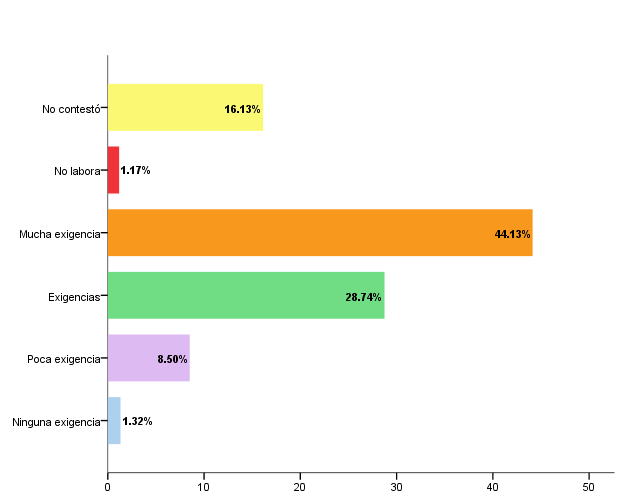 No contestó 16.13%
No labora 1.17%
Mucha exigencia 44.13%
Exigencias 28.74%
Poca exigencia 8.50%
Ninguna exigencia 1.32%
0 10 20 30 40 50